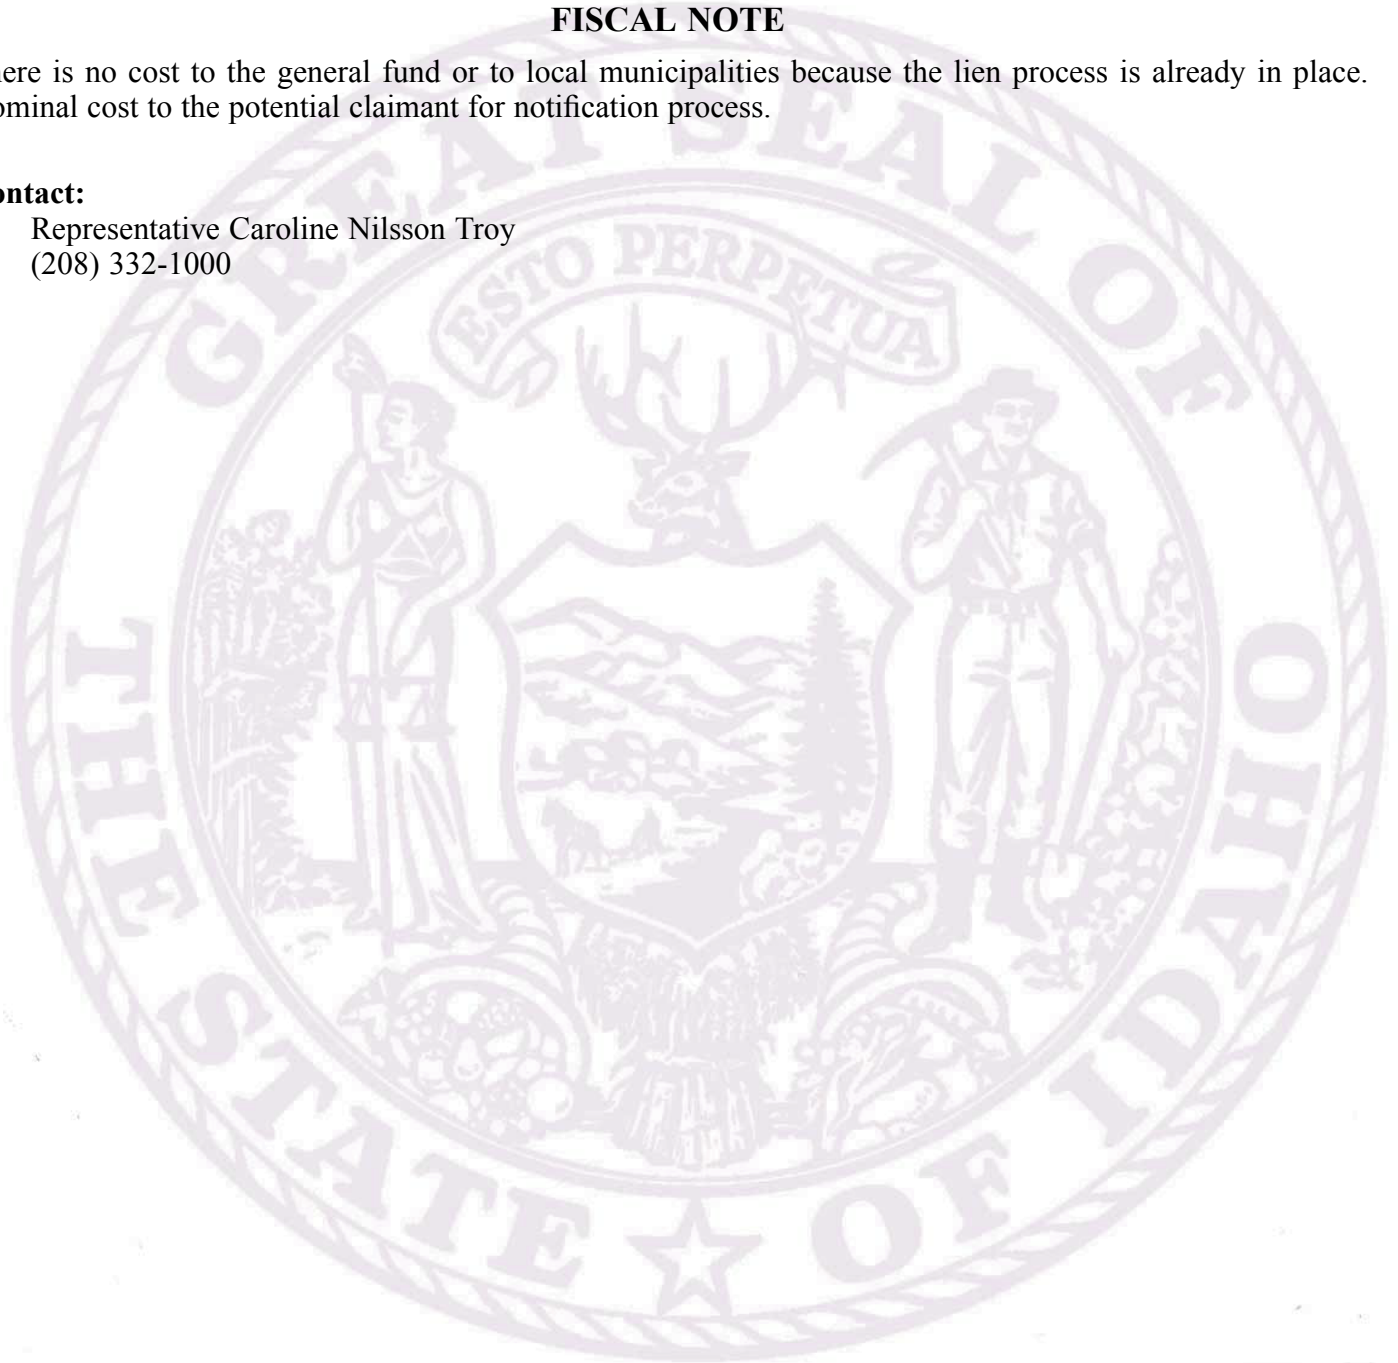 FISCAL NOTE
here is no cost to the general fund or to local municipalities because the lien process is already in place.
ominal cost to the potential claimant for notification process.
ontact:
Representative Caroline Nilsson Troy
(208) 332-1000
GREAT SEAL OF
ESTO PERPETUA
THE STATE OF IDAHO